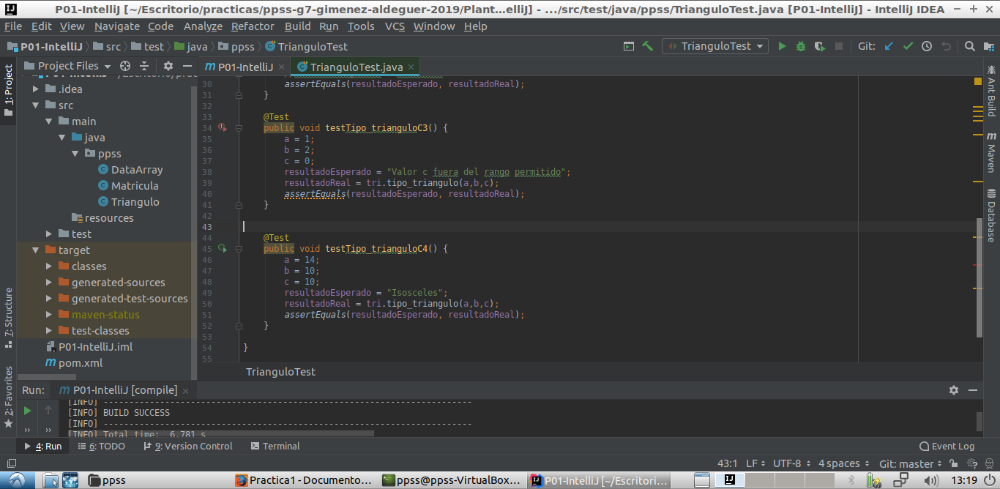 P01-IntelliJ [~/Escritorio/practicas/ppss-g7-gimenez-aldeguer-2019/Plant...elliJ] - .../src/test/java/ppss/TrianguloTest.java [P01-IntelliJ] - IntelliJ IDEA
File Edit View Navigate Code Analyze Refactor Build Run Tools VCS Window Help
P01-IntelliJ src test java ppss TrianguloTest TrianguloTest Git:
1: Project
7: Structure
2: Favorites
Project Files
.idea
src
main
java
ppss
DataArray
Matricula
Triangulo
resources
test
target
classes
generated-sources
generated-test-sources
maven-status
test-classes
P01-IntelliJ.iml
pom.xml
P01-IntelliJ TrianguloTest.java
30 assertEquals(resultadoEsperado, resultadoReal);
31 }
32
33 @Test
34 public void testTipo_trianguloC3() {
35 a = 1;
36 b = 2;
37 c = 0;
38 resultadoEsperado = "Valor c fuera del rango permitido";
39 resultadoReal = tri.tipo_triangulo(a,b,c);
40 assertEquals(resultadoEsperado, resultadoReal);
41 }
42
43
44 @Test
45 public void testTipo_trianguloC4() {
46 a = 14;
47 b = 10;
48 c = 10;
49 resultadoEsperado = "Isosceles";
50 resultadoReal = tri.tipo_triangulo(a,b,c);
51 assertEquals(resultadoEsperado, resultadoReal);
52 }
53
54 }
55
TrianguloTest
Ant Build
Maven
Database
Run: P01-IntelliJ [compile]
[INFO] ------------------------------------------------------------------------
[INFO] BUILD SUCCESS
[INFO] ------------------------------------------------------------------------
[INFO] Total time: 6.781 s
4: Run 6: TODO 9: Version Control Terminal Event Log
43:1 LF UTF-8 4 spaces Git: master
ppss Practica1 - Documento... ppss@ppss-VirtualBox... P01-IntelliJ [~/Escritori... 13:19